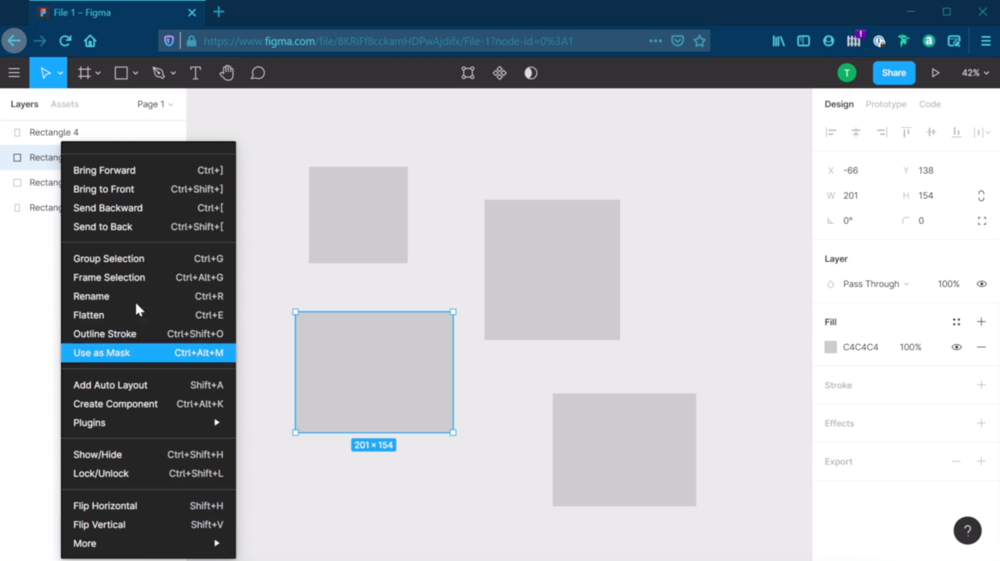 File 1 – Figma
https://www.figma.com/file/8KRiFf8cckamHDPwAjdifx/File-1?node-id=0%3A1
T
Share
42%
Layers
Assets
Page 1
Design
Prototype
Code
Rectangle 4
Rectang
Rectang
Rectang
Bring Forward Ctrl+]
Bring to Front Ctrl+Shift+]
Send Backward Ctrl+[
Send to Back Ctrl+Shift+[
Group Selection Ctrl+G
Frame Selection Ctrl+Alt+G
Rename Ctrl+R
Flatten Ctrl+E
Outline Stroke Ctrl+Shift+O
Use as Mask Ctrl+Alt+M
Add Auto Layout Shift+A
Create Component Ctrl+Alt+K
Plugins
Show/Hide Ctrl+Shift+H
Lock/Unlock Ctrl+Shift+L
Flip Horizontal Shift+H
Flip Vertical Shift+V
More
201 × 154
X -66 Y 138
W 201 H 154
0° 0
Layer
Pass Through 100%
Fill
C4C4C4 100%
Stroke
Effects
Export
?